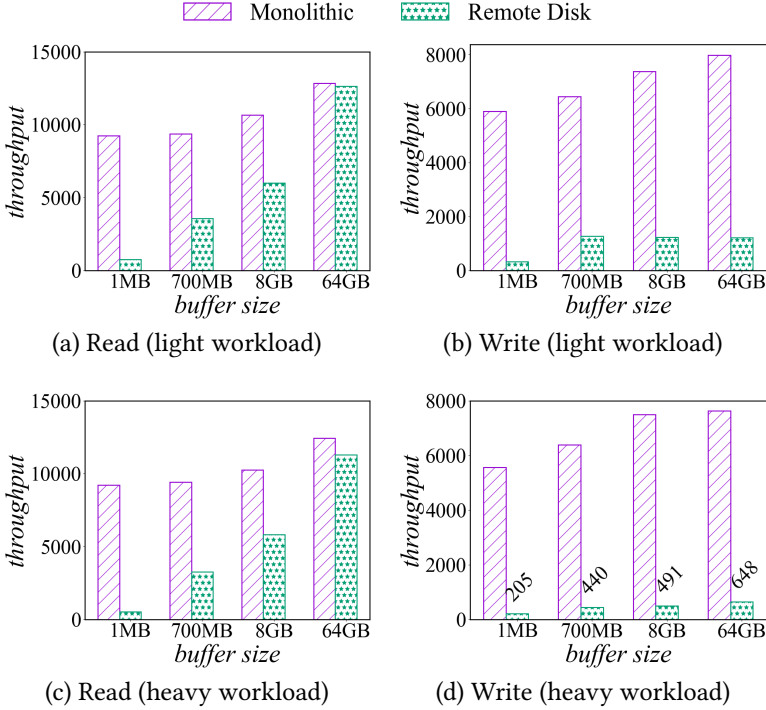 Monolithic Remote Disk
15000
10000
5000
0
throughput
1MB 700MB 8GB 64GB
buffer size
(a) Read (light workload)
8000
6000
4000
2000
0
throughput
1MB 700MB 8GB 64GB
buffer size
(b) Write (light workload)
15000
10000
5000
0
throughput
1MB 700MB 8GB 64GB
buffer size
(c) Read (heavy workload)
8000
6000
4000
2000
0
throughput
205 440 491 648
1MB 700MB 8GB 64GB
buffer size
(d) Write (heavy workload)